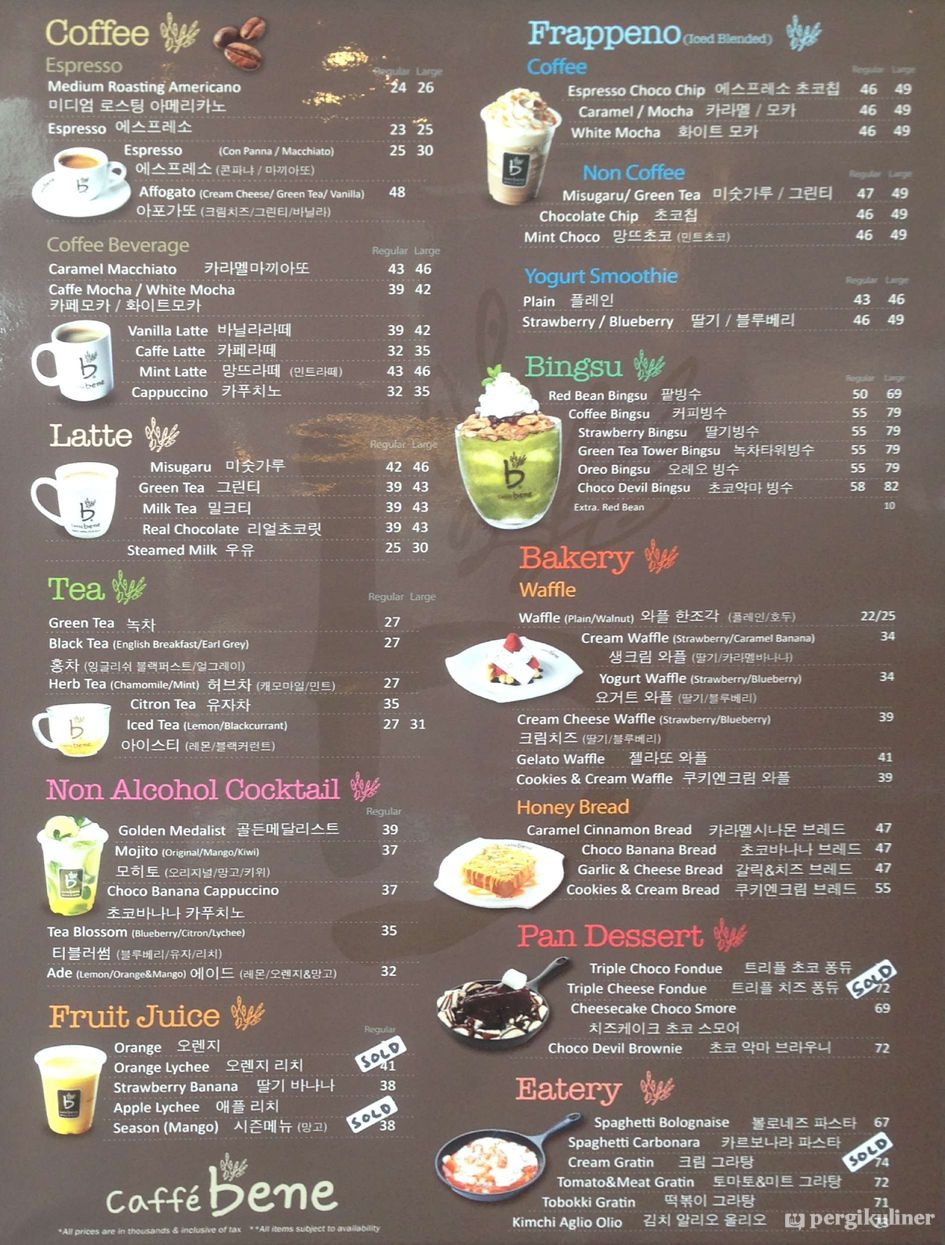 Coffee
Espresso
Regular Large
Medium Roasting Americano 24 26
미디엄 로스팅 아메리카노
Espresso 에스프레소 23 25
Espresso (Con Panna / Macchiato) 25 30
에스프레소 (콘파냐 / 마끼아또)
Affogato (Cream Cheese/ Green Tea/ Vanilla) 48
아포가또 (크림치즈/그린티/바닐라)
Coffee Beverage
Regular Large
Caramel Macchiato 카라멜마끼아또 43 46
Caffe Mocha / White Mocha 39 42
카페모카 / 화이트모카
Vanilla Latte 바닐라라떼 39 42
Caffe Latte 카페라떼 32 35
Mint Latte 망뜨라떼 (민트라떼) 43 46
Cappuccino 카푸치노 32 35
Latte
Regular Large
Misugaru 미숫가루 42 46
Green Tea 그린티 39 43
Milk Tea 밀크티 39 43
Real Chocolate 리얼초코릿 39 43
Steamed Milk 우유 25 30
Tea
Regular Large
Green Tea 녹차 27
Black Tea (English Breakfast/Earl Grey) 27
홍차 (잉글리쉬 블랙퍼스트/얼그레이)
Herb Tea (Chamomile/Mint) 허브차 (캐모마일/민트) 27
Citron Tea 유자차 35
Iced Tea (Lemon/Blackcurrant) 27 31
아이스티 (레몬/블랙커런트)
Non Alcohol Cocktail
Regular
Golden Medalist 골든메달리스트 39
Mojito (Original/Mango/Kiwi) 37
모히토 (오리지널/망고/키위)
Choco Banana Cappuccino 37
초코바나나 카푸치노
Tea Blossom (Blueberry/Citron/Lychee) 35
티블러썸 (블루베리/유자/리치)
Ade (Lemon/Orange&Mango) 에이드 (레몬/오렌지&망고) 32
Fruit Juice
Regular
Orange 오렌지
SOLD
Orange Lychee 오렌지 리치 41
Strawberry Banana 딸기 바나나 38
Apple Lychee 애플 리치
SOLD
Season (Mango) 시즌메뉴 (망고) 38
Caffé bene
*All prices are in thousands & inclusive of tax **All items subject to availability
Frappeno (Iced Blended)
Coffee
Regular Large
Espresso Choco Chip 에스프레소 초코칩 46 49
Caramel / Mocha 카라멜 / 모카 46 49
White Mocha 화이트 모카 46 49
Non Coffee
Regular Large
Misugaru/ Green Tea 미숫가루 / 그린티 47 49
Chocolate Chip 초코칩 46 49
Mint Choco 망뜨초코 (민트초코) 46 49
Yogurt Smoothie
Regular Large
Plain 플레인 43 46
Strawberry / Blueberry 딸기 / 블루베리 46 49
Bingsu
Regular Large
Red Bean Bingsu 팥빙수 50 69
Coffee Bingsu 커피빙수 55 79
Strawberry Bingsu 딸기빙수 55 79
Green Tea Tower Bingsu 녹차타워빙수 55 79
Oreo Bingsu 오레오 빙수 55 79
Choco Devil Bingsu 초코악마 빙수 58 82
Extra. Red Bean 10
Bakery
Waffle
Waffle (Plain/Walnut) 와플 한조각 (플레인/호두) 22/25
Cream Waffle (Strawberry/Caramel Banana) 34
생크림 와플 (딸기/카라멜바나나)
Yogurt Waffle (Strawberry/Blueberry) 34
요거트 와플 (딸기/블루베리)
Cream Cheese Waffle (Strawberry/Blueberry) 39
크림치즈 (딸기/블루베리)
Gelato Waffle 젤라또 와플 41
Cookies & Cream Waffle 쿠키엔크림 와플 39
Honey Bread
Caramel Cinnamon Bread 카라멜시나몬 브레드 47
Choco Banana Bread 초코바나나 브레드 47
Garlic & Cheese Bread 갈릭&치즈 브레드 47
Cookies & Cream Bread 쿠키엔크림 브레드 55
Pan Dessert
Triple Choco Fondue 트리플 초코 퐁듀
SOLD
Triple Cheese Fondue 트리플 치즈 퐁듀 72
Cheesecake Choco Smore 69
치즈케이크 초코 스모어
Choco Devil Brownie 초코 악마 브라우니 72
Eatery
Spaghetti Bolognaise 볼로네즈 파스타 67
Spaghetti Carbonara 카르보나라 파스타
SOLD
Cream Gratin 크림 그라탕 74
Tomato&Meat Gratin 토마토&미트 그라탕 72
Tobokki Gratin 떡볶이 그라탕 71
Kimchi Aglio Olio 김치 알리오 올리오
pergikuliner